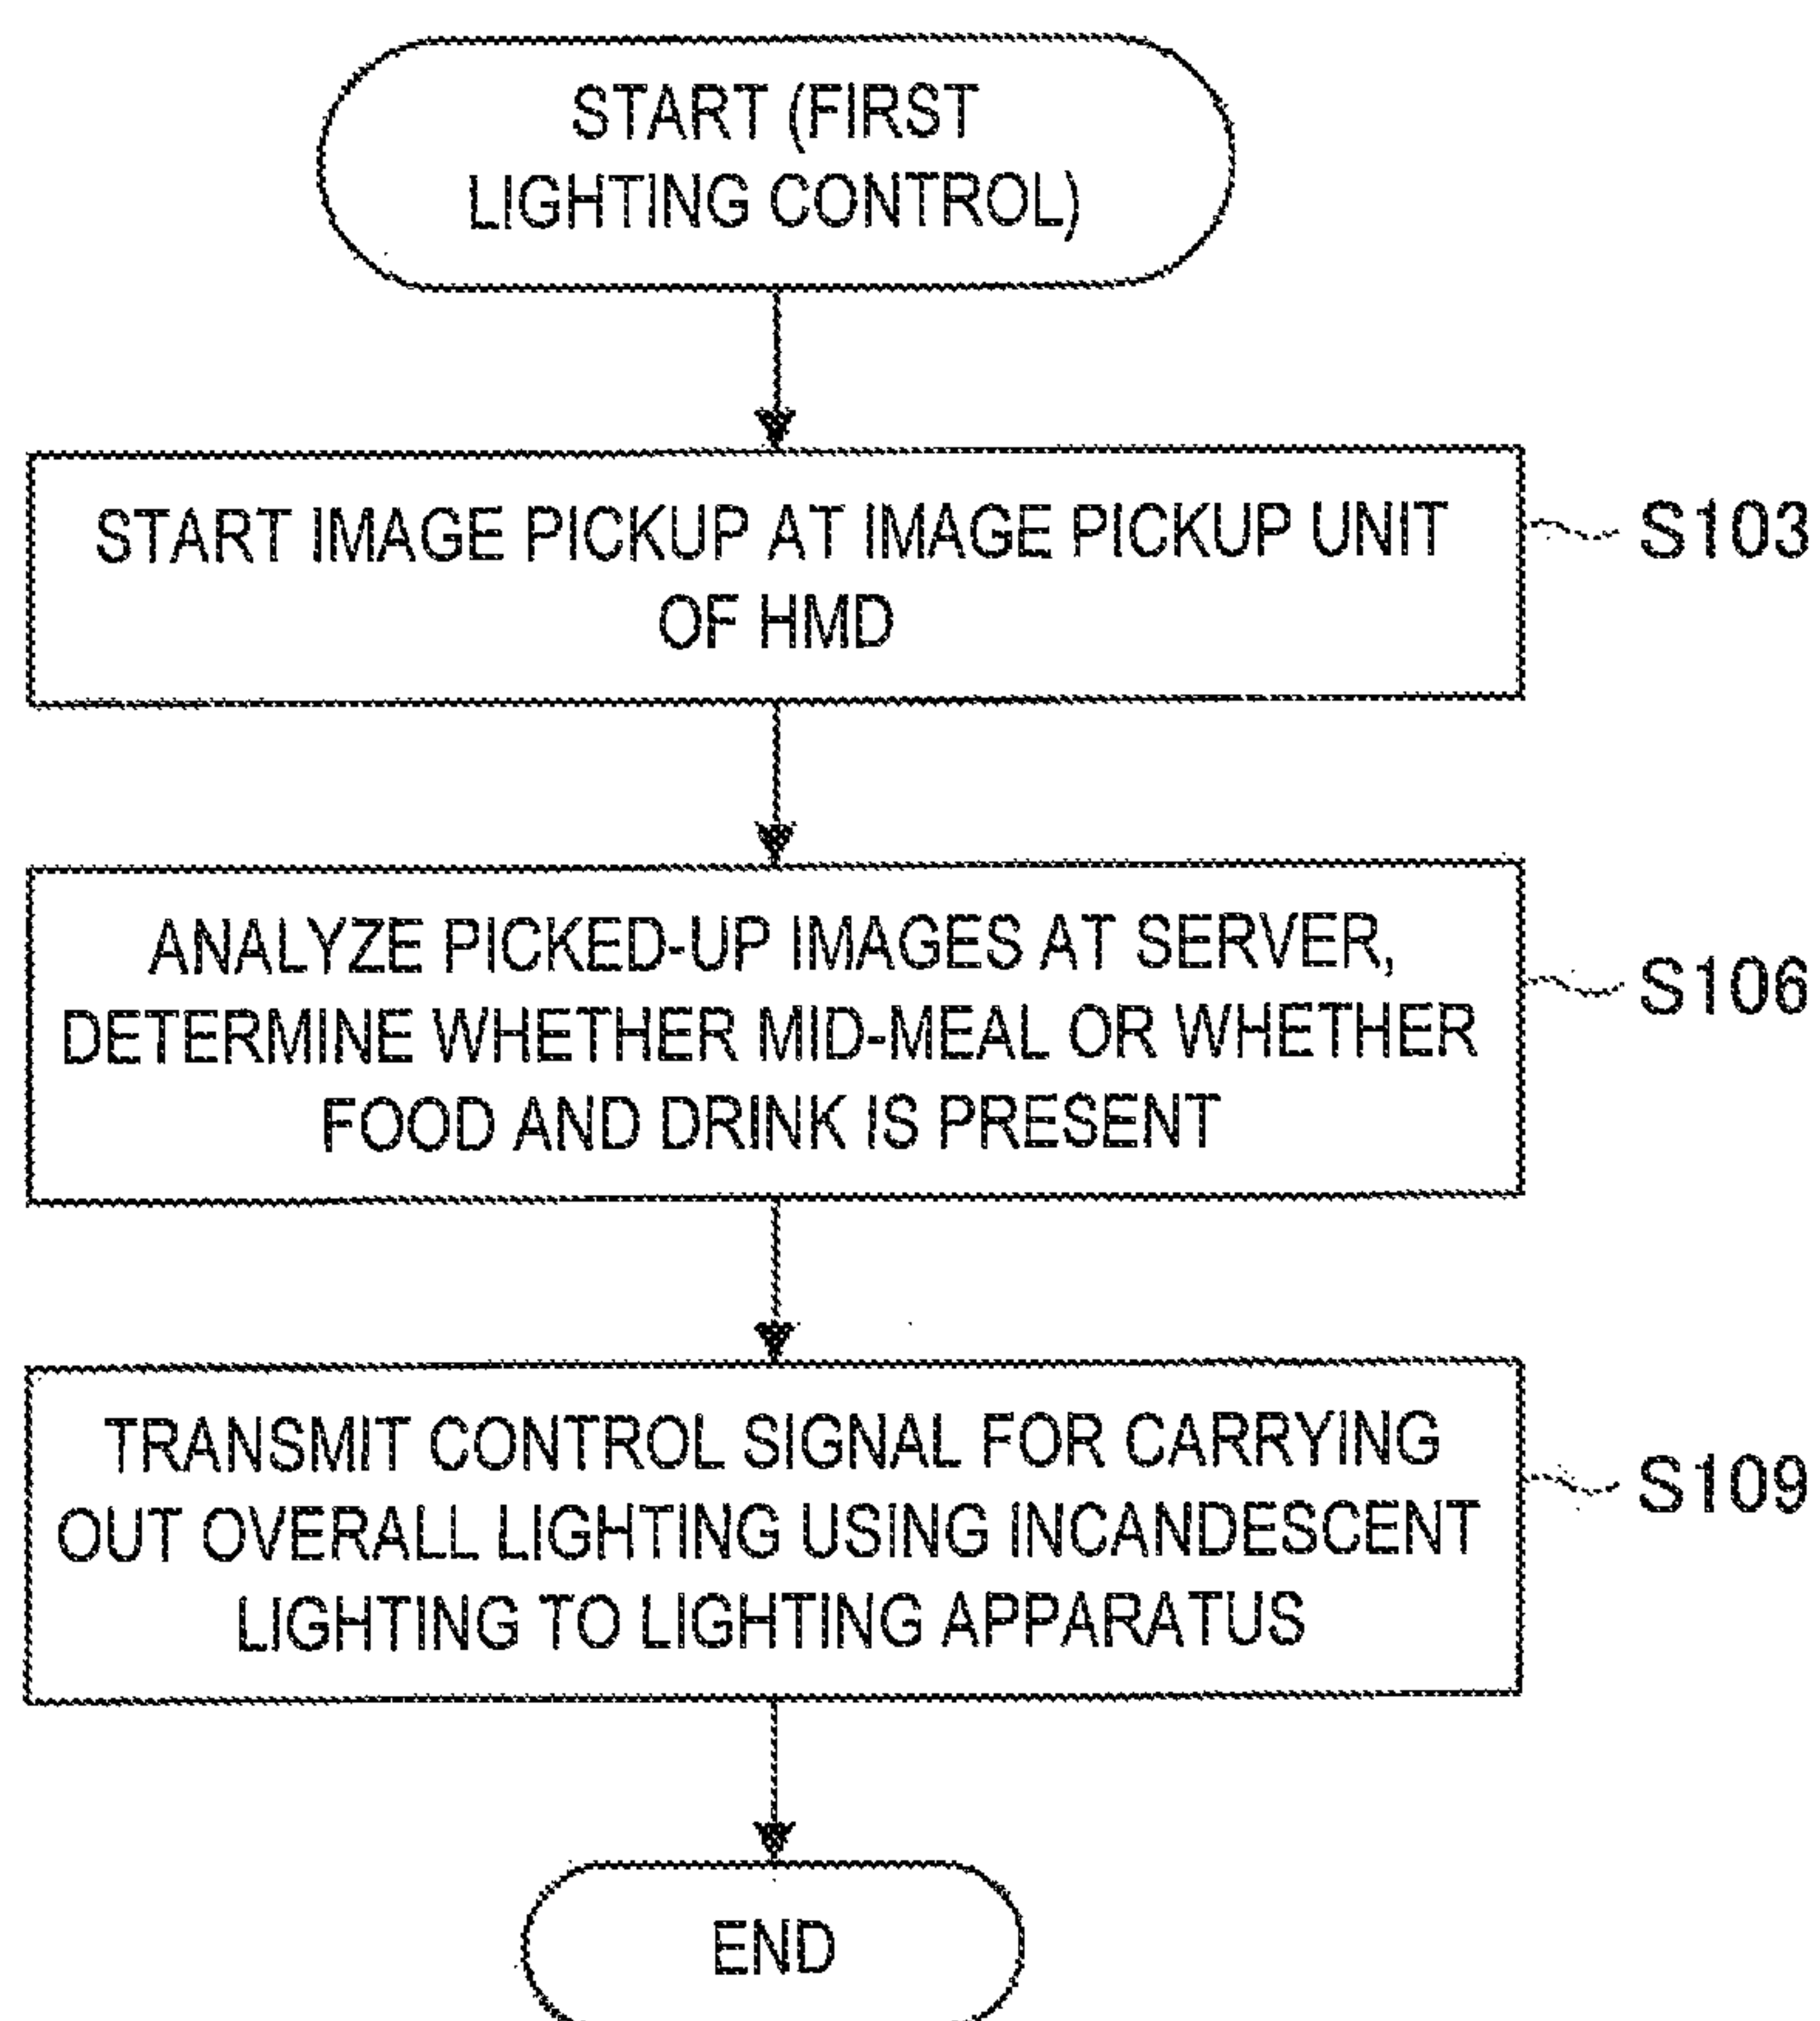 START (FIRST
LIGHTING CONTROL)
START IMAGE PICKUP AT IMAGE PICKUP UNIT
OF HMD
S103
ANALYZE PICKED-UP IMAGES AT SERVER,
DETERMINE WHETHER MID-MEAL OR WHETHER
FOOD AND DRINK IS PRESENT
S106
TRANSMIT CONTROL SIGNAL FOR CARRYING
OUT OVERALL LIGHTING USING INCANDESCENT
LIGHTING TO LIGHTING APPARATUS
S109
END